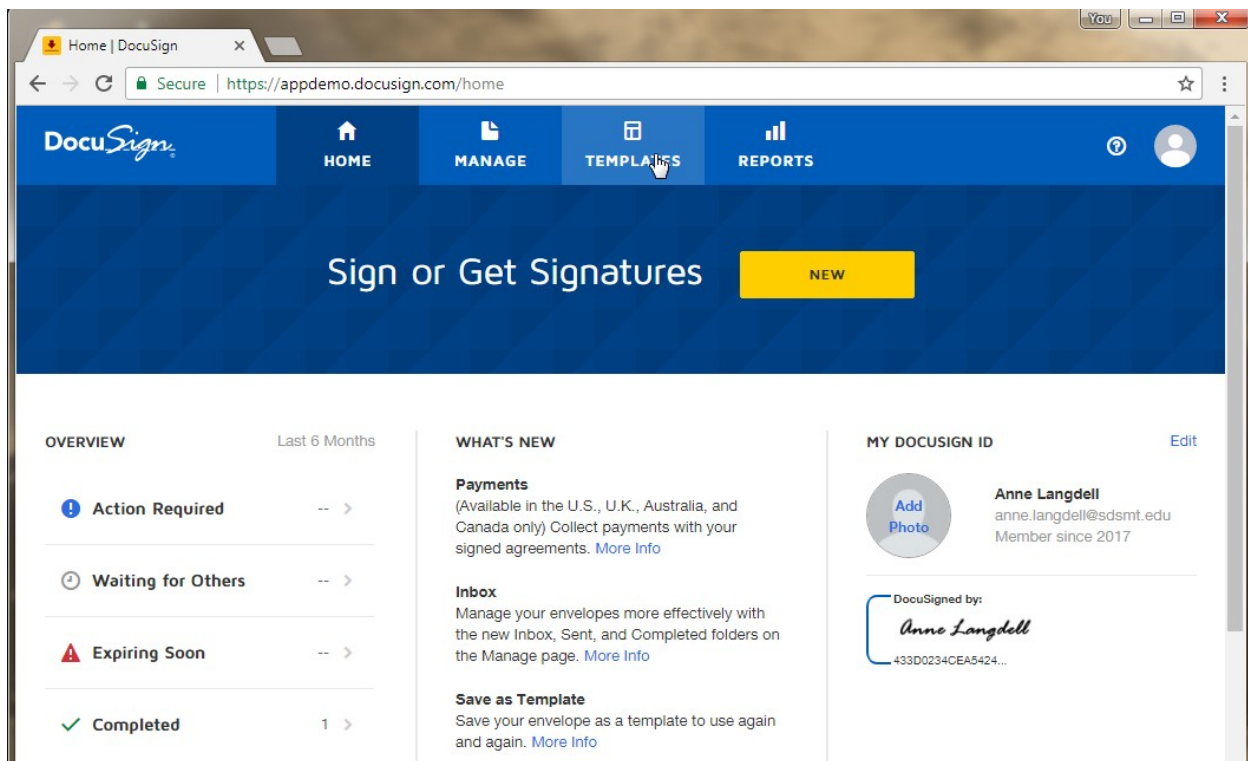 You
Home | DocuSign
Secure | https://appdemo.docusign.com/home
DocuSign
HOME
MANAGE
TEMPLATES
REPORTS
Sign or Get Signatures
NEW
OVERVIEW
Last 6 Months
Action Required -- >
Waiting for Others -- >
Expiring Soon -- >
Completed 1 >
WHAT'S NEW
Payments
(Available in the U.S., U.K., Australia, and
Canada only) Collect payments with your
signed agreements. More Info
Inbox
Manage your envelopes more effectively with
the new Inbox, Sent, and Completed folders on
the Manage page. More Info
Save as Template
Save your envelope as a template to use again
and again. More Info
MY DOCUSIGN ID
Edit
Add
Photo
Anne Langdell
anne.langdell@sdsmt.edu
Member since 2017
DocuSigned by:
Anne Langdell
433D0234CEA5424...